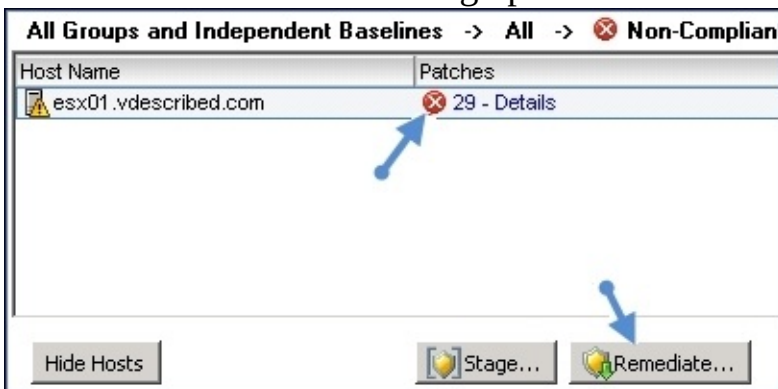 All Groups and Independent Baselines -> All -> Non-Complian
Host Name Patches
esx01.vdescribed.com 29 - Details
Hide Hosts Stage... Remediate...